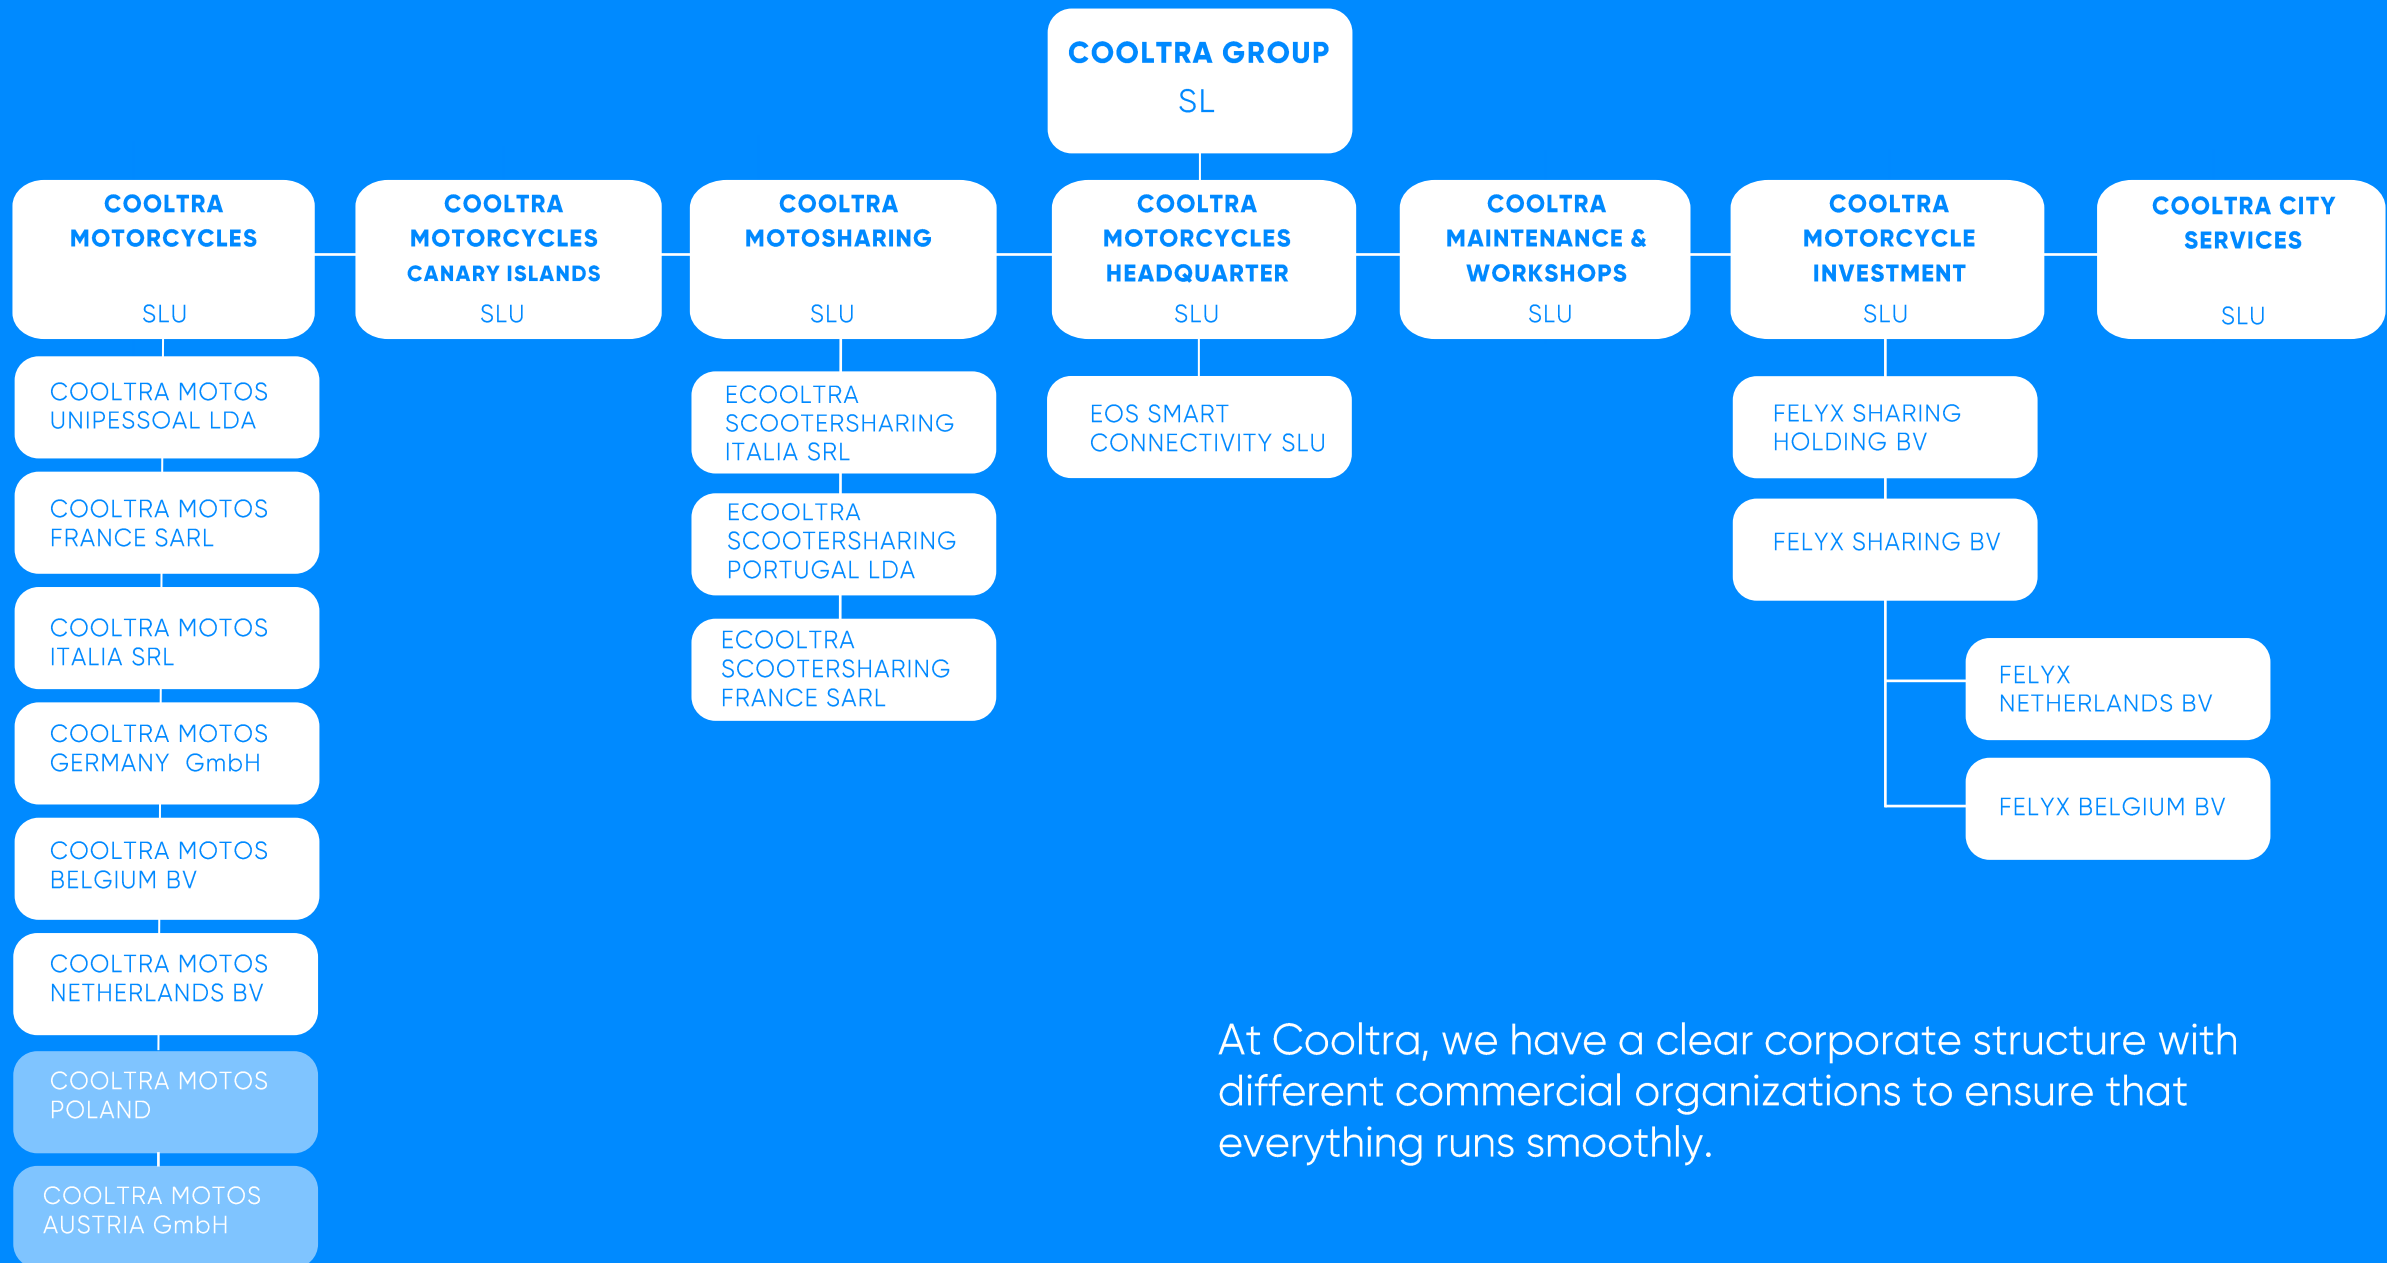 COOLTRA GROUP
SL
COOLTRA
MOTORCYCLES
SLU
COOLTRA
MOTORCYCLES
CANARY ISLANDS
SLU
COOLTRA
MOTOSHARING
SLU
COOLTRA
MOTORCYCLES
HEADQUARTER
SLU
COOLTRA
MAINTENANCE &
WORKSHOPS
SLU
COOLTRA
MOTORCYCLE
INVESTMENT
SLU
COOLTRA CITY
SERVICES
SLU
COOLTRA MOTOS
UNIPESSOAL LDA
COOLTRA MOTOS
FRANCE SARL
COOLTRA MOTOS
ITALIA SRL
COOLTRA MOTOS
GERMANY GmbH
COOLTRA MOTOS
BELGIUM BV
COOLTRA MOTOS
NETHERLANDS BV
COOLTRA MOTOS
POLAND
COOLTRA MOTOS
AUSTRIA GmbH
ECOOLTRA
SCOOTERSHARING
ITALIA SRL
ECOOLTRA
SCOOTERSHARING
PORTUGAL LDA
ECOOLTRA
SCOOTERSHARING
FRANCE SARL
EOS SMART
CONNECTIVITY SLU
FELYX SHARING
HOLDING BV
FELYX SHARING BV
FELYX
NETHERLANDS BV
FELYX BELGIUM BV
At Cooltra, we have a clear corporate structure with
different commercial organizations to ensure that
everything runs smoothly.